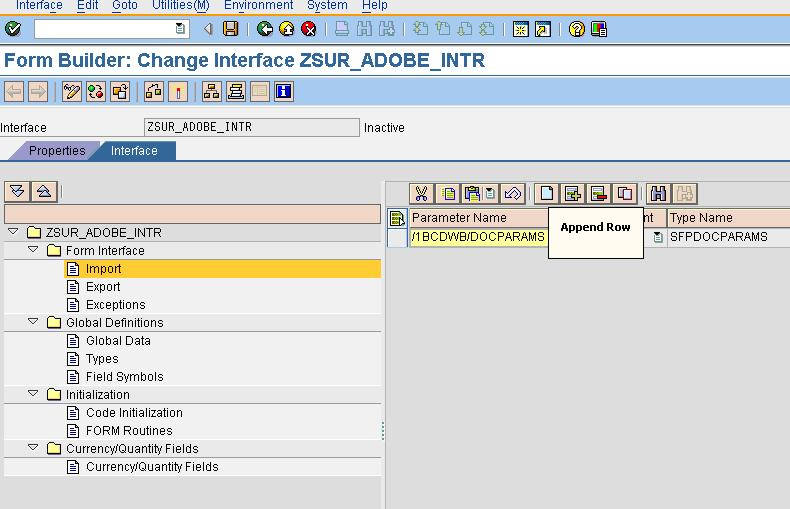 Interface Edit Goto Utilities(M) Environment System Help
Form Builder: Change Interface ZSUR_ADOBE_INTR
Interface ZSUR_ADOBE_INTR Inactive
Properties Interface
Parameter Name nt Type Name
Append Row
/1BCDWB/DOCPARAMS SFPDOCPARAMS
ZSUR_ADOBE_INTR
Form Interface
Import
Export
Exceptions
Global Definitions
Global Data
Types
Field Symbols
Initialization
Code Initialization
FORM Routines
Currency/Quantity Fields
Currency/Quantity Fields